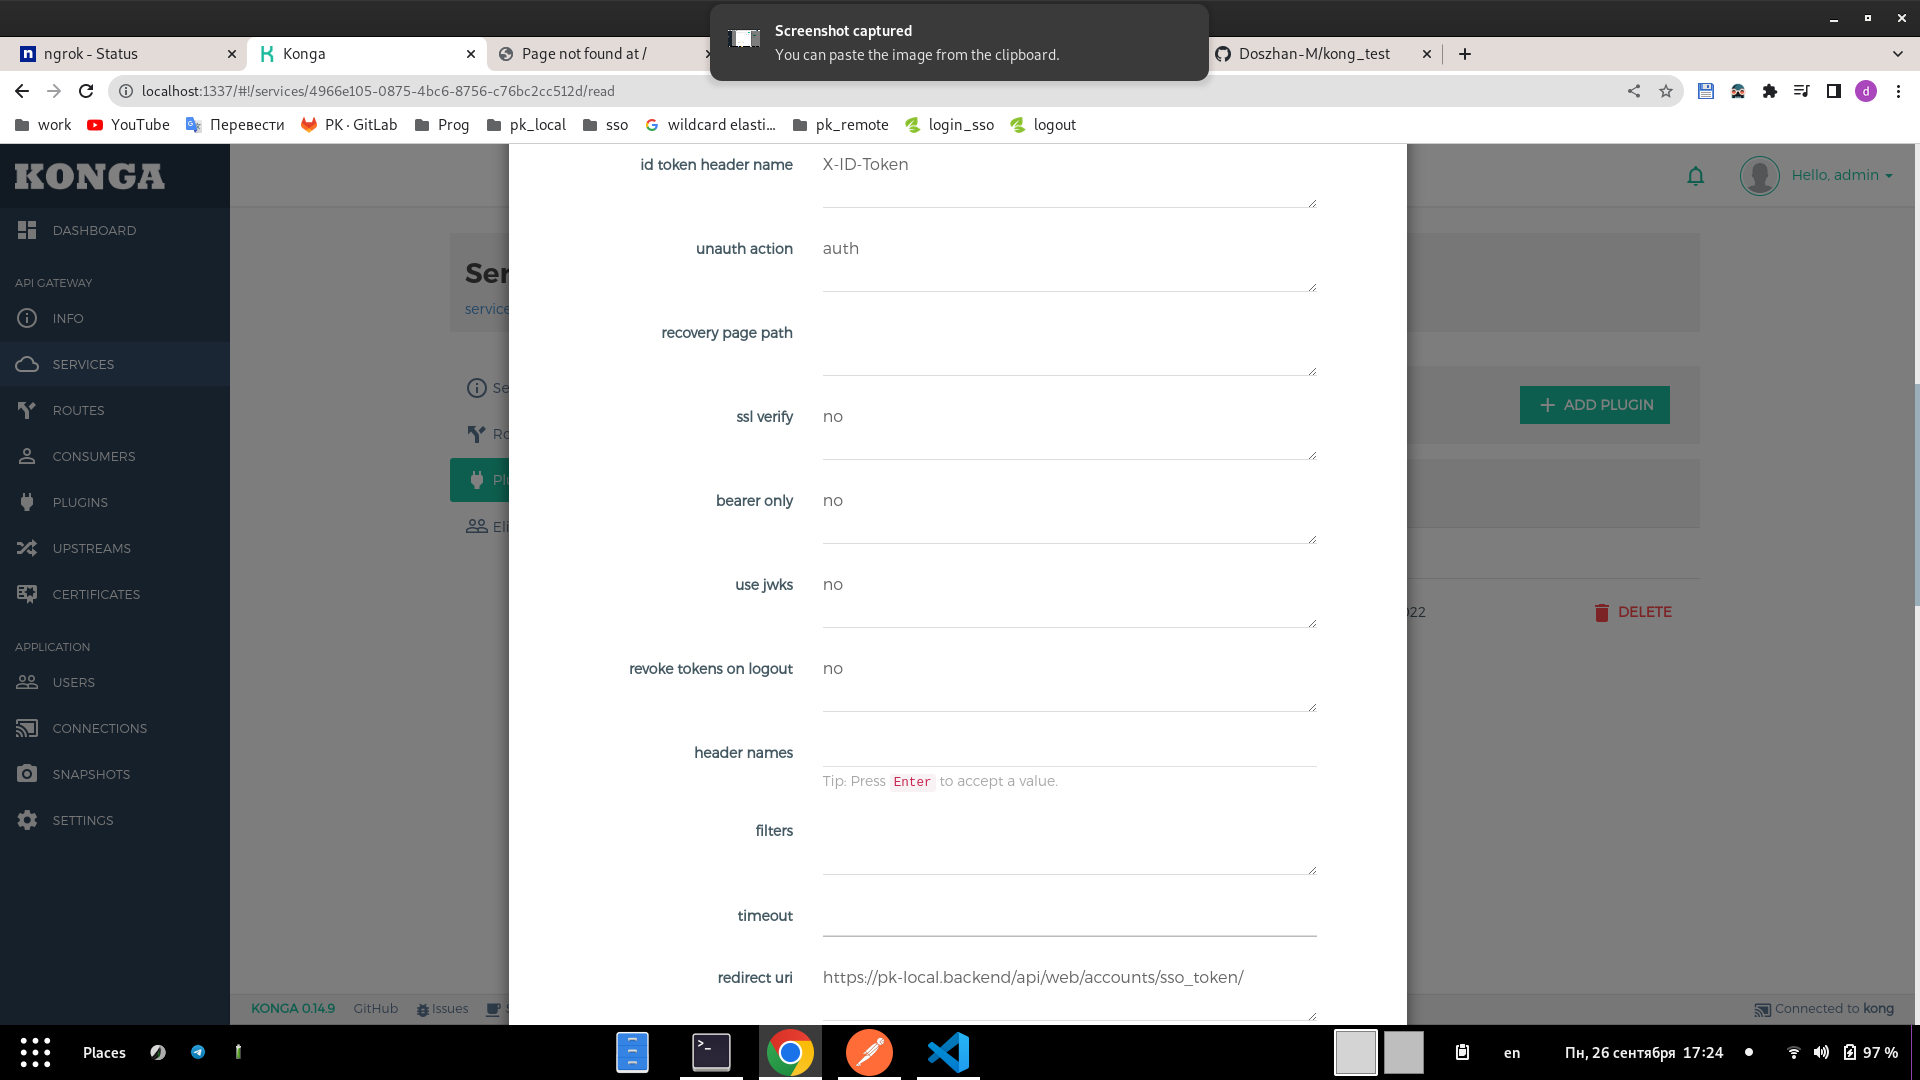 Screenshot captured
You can paste the image from the clipboard.
ngrok - Status
Konga
Page not found at /
Doszhan-M/kong_test
localhost:1337/#!/services/4966e105-0875-4bc6-8756-c76bc2cc512d/read
d
work
YouTube
Перевести
PK · GitLab
Prog
pk_local
sso
wildcard elasti...
pk_remote
login_sso
logout
KONGA
Hello, admin
DASHBOARD
API GATEWAY
INFO
SERVICES
ROUTES
CONSUMERS
PLUGINS
UPSTREAMS
CERTIFICATES
APPLICATION
USERS
CONNECTIONS
SNAPSHOTS
SETTINGS
Ser
service
Se
Ro
Plu
Eli
ADD PLUGIN
022
DELETE
id token header name X-ID-Token
unauth action auth
recovery page path
ssl verify no
bearer only no
use jwks no
revoke tokens on logout no
header names
Tip: Press Enter to accept a value.
filters
timeout
redirect uri https://pk-local.backend/api/web/accounts/sso_token/
KONGA 0.14.9 GitHub Issues
Connected to kong
Places
en
Пн, 26 сентября 17:24
97 %